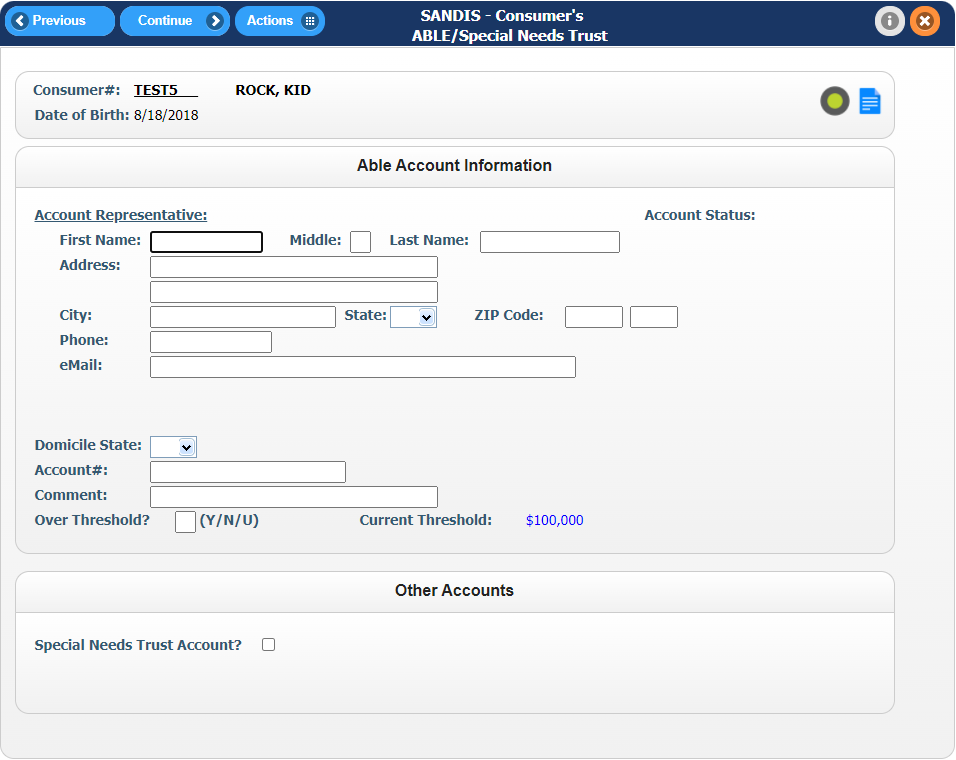 Previous Continue Actions SANDIS - Consumer's
ABLE/Special Needs Trust
Consumer#: TEST5 ROCK, KID
Date of Birth: 8/18/2018
Able Account Information
Account Representative: Account Status:
First Name: Middle: Last Name:
Address:
City: State: ZIP Code:
Phone:
eMail:
Domicile State:
Account#:
Comment:
Over Threshold? (Y/N/U) Current Threshold: $100,000
Other Accounts
Special Needs Trust Account?